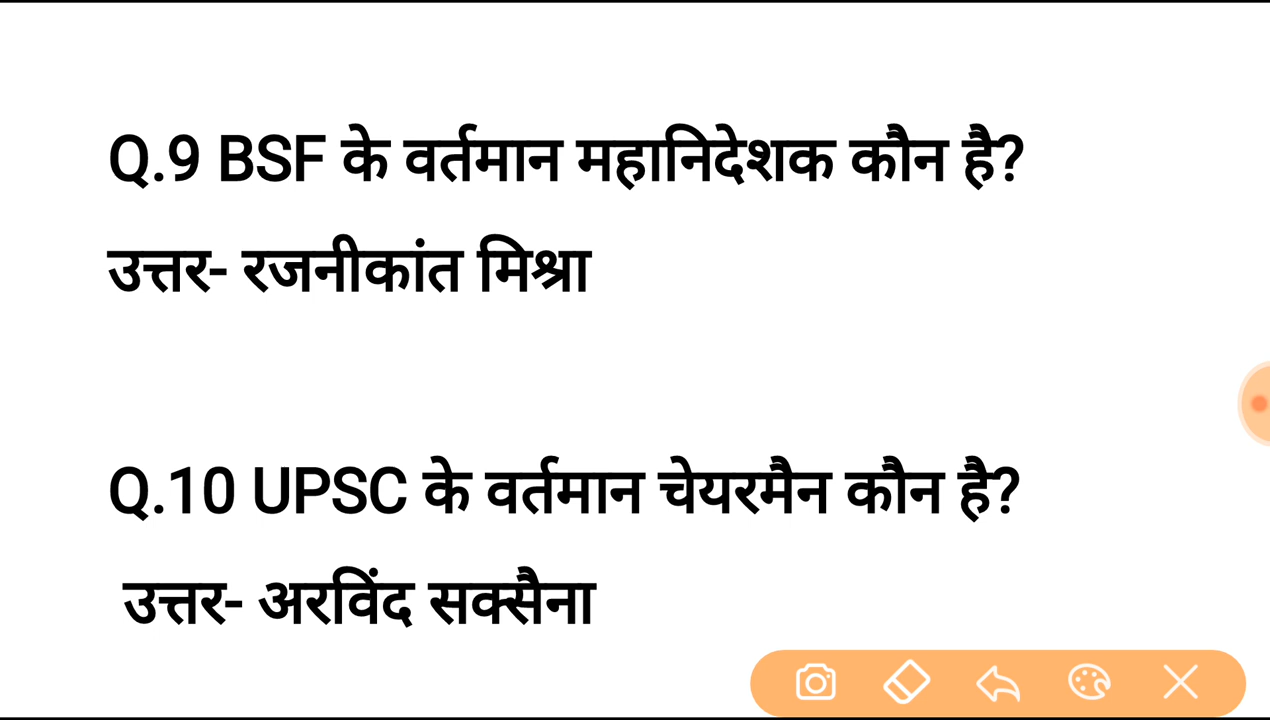 Q.9 BSF के वर्तमान महानिदेशक कौन है?
उत्तर- रजनीकांत मिश्रा
Q.10 UPSC के वर्तमान चेयरमैन कौन है?
उत्तर- अरविंद सक्सैना